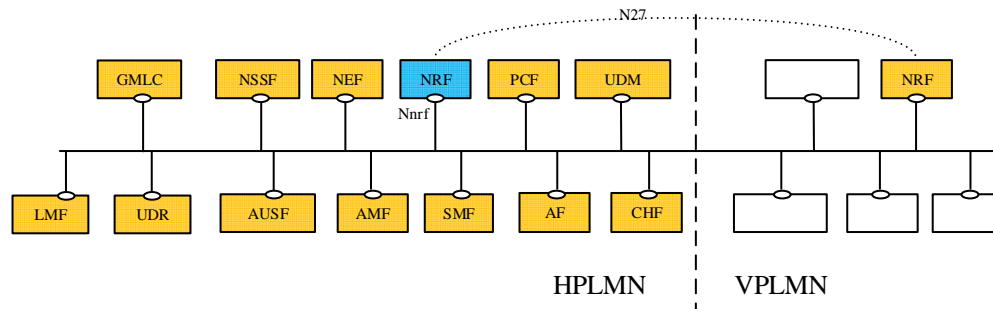 N27
GMLC
NSSF
NEF
NRF
PCF
UDM
NRF
Nnrf
LMF
UDR
AUSF
AMF
SMF
AF
CHF
HPLMN
VPLMN